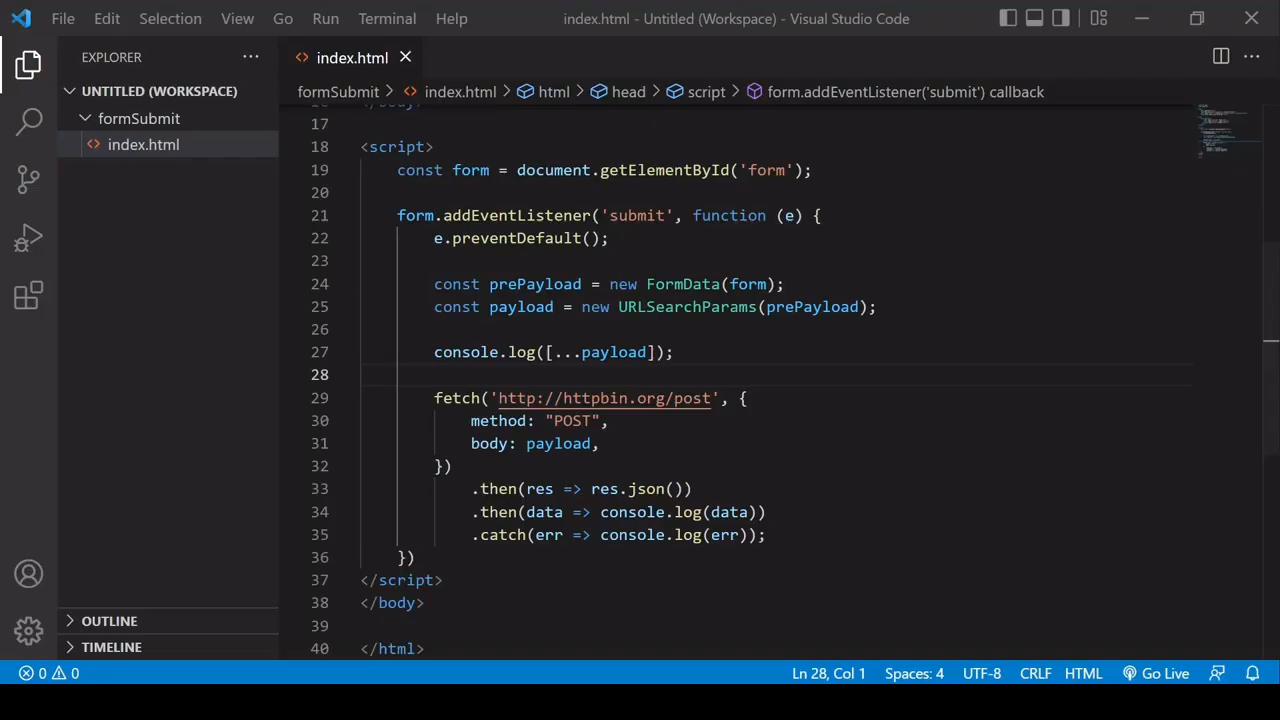 File Edit Selection View Go Run Terminal Help index.html - Untitled (Workspace) - Visual Studio Code
EXPLORER
index.html
UNTITLED (WORKSPACE)
formSubmit
index.html
OUTLINE
TIMELINE
formSubmit > index.html > html > head > script > form.addEventListener('submit') callback
16 </body>
17
18 <script>
19 const form = document.getElementById('form');
20
21 form.addEventListener('submit', function (e) {
22 e.preventDefault();
23
24 const prePayload = new FormData(form);
25 const payload = new URLSearchParams(prePayload);
26
27 console.log([...payload]);
28
29 fetch('http://httpbin.org/post', {
30 method: "POST",
31 body: payload,
32 })
33 .then(res => res.json())
34 .then(data => console.log(data))
35 .catch(err => console.log(err));
36 })
37 </script>
38 </body>
39
40 </html>
0 0 Ln 28, Col 1 Spaces: 4 UTF-8 CRLF HTML Go Live